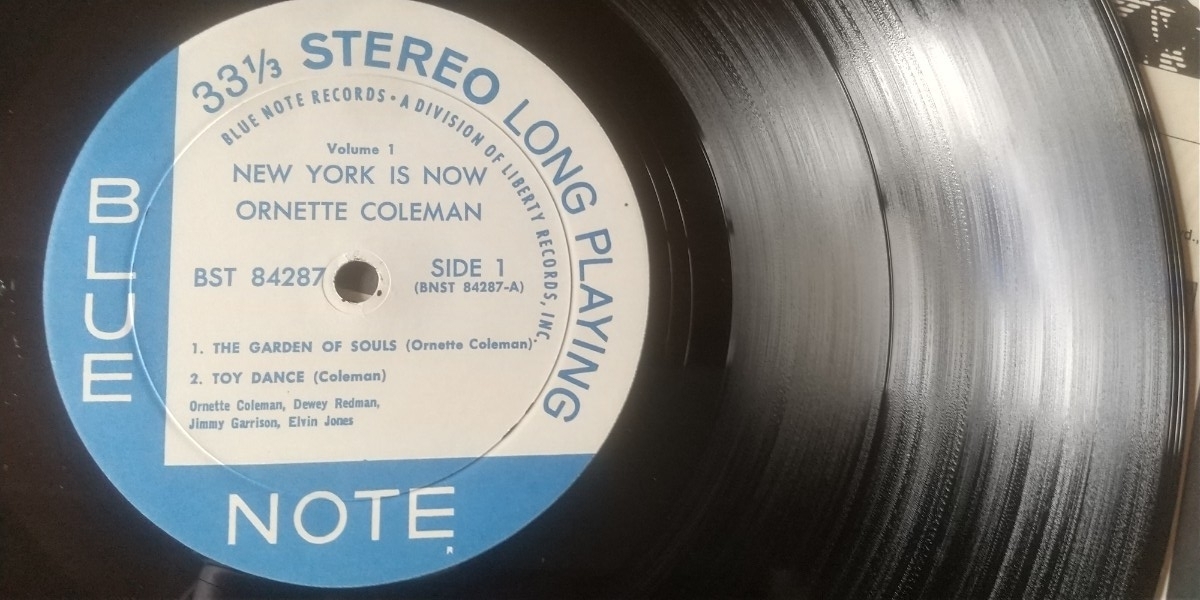 33⅓ STEREO LONG PLAYING
BLUE NOTE RECORDS • A DIVISION OF LIBERTY RECORDS, INC.
Volume 1
NEW YORK IS NOW
ORNETTE COLEMAN
BST 84287
SIDE 1
(BNST 84287-A)
1. THE GARDEN OF SOULS (Ornette Coleman)
2. TOY DANCE (Coleman)
Ornette Coleman, Dewey Redman,
Jimmy Garrison, Elvin Jones
BLUE
NOTE